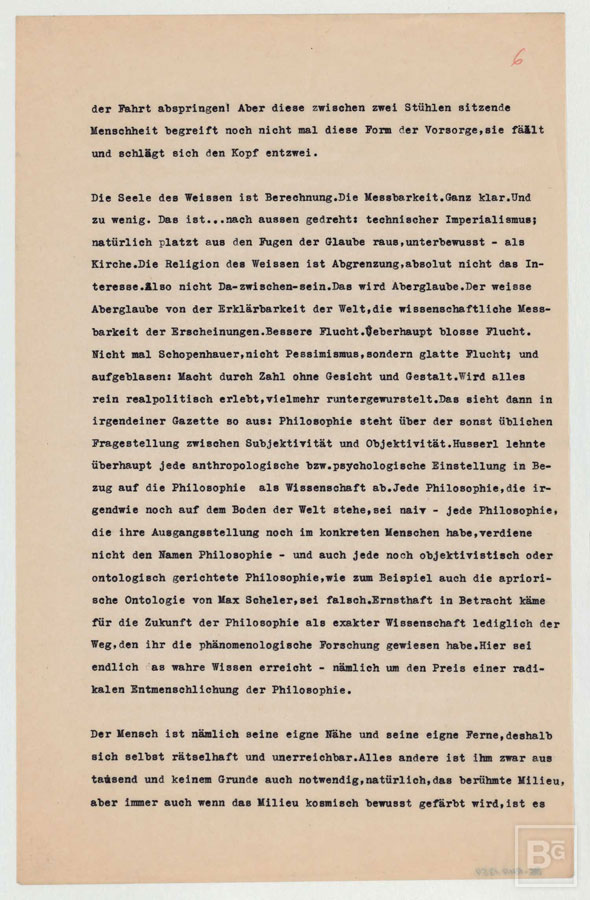 6
der Fahrt abspringen! Aber diese zwischen zwei Stühlen sitzende
Menschheit begreift noch nicht mal diese Form der Vorsorge,sie fällt
und schlägt sich den Kopf entzwei.
Die Seele des Weissen ist Berechnung.Die Messbarkeit.Ganz klar.Und
zu wenig. Das ist...nach aussen gedreht: technischer Imperialismus;
natürlich platzt aus den Fugen der Glaube raus,unterbewusst - als
Kirche.Die Religion des Weissen ist Abgrenzung,absolut nicht das In-
teresse.Also nicht Da-zwischen-sein.Das wird Aberglaube.Der weisse
Aberglaube von der Erklärbarkeit der Welt,die wissenschaftliche Mess-
barkeit der Erscheinungen.Bessere Flucht.Ueberhaupt blosse Flucht.
Nicht mal Schopenhauer,nicht Pessimismus,sondern glatte Flucht; und
aufgeblasen: Macht durch Zahl ohne Gesicht und Gestalt.Wird alles
rein realpolitisch erlebt,vielmehr runtergewurstelt.Das sieht dann in
irgendeiner Gazette so aus: Philosophie steht über der sonst üblichen
Fragestellung zwischen Subjektivität und Objektivität.Husserl lehnte
überhaupt jede anthropologische bzw.psychologische Einstellung in Be-
zug auf die Philosophie als Wissenschaft ab.Jede Philosophie,die ir-
gendwie noch auf dem Boden der Welt stehe,sei naiv - jede Philosophie,
die ihre Ausgangsstellung noch im konkreten Menschen habe,verdiene
nicht den Namen Philosophie - und auch jede noch objektivistisch oder
ontologisch gerichtete Philosophie,wie zum Beispiel auch die apriori-
sche Ontologie von Max Scheler,sei falsch.Ernsthaft in Betracht käme
für die Zukunft der Philosophie als exakter Wissenschaft lediglich der
Weg,den ihr die phänomenologische Forschung gewiesen habe.Hier sei
endlich as wahre Wissen erreicht - nämlich um den Preis einer radi-
kalen Entmenschlichung der Philosophie.
Der Mensch ist nämlich seine eigne Nähe und seine eigne Ferne,deshalb
sich selbst rätselhaft und unerreichbar.Alles andere ist ihm zwar aus
tausend und keinem Grunde auch notwendig,natürlich,das berühmte Milieu,
aber immer auch wenn das Milieu kosmisch bewusst gefärbt wird,ist es
BG